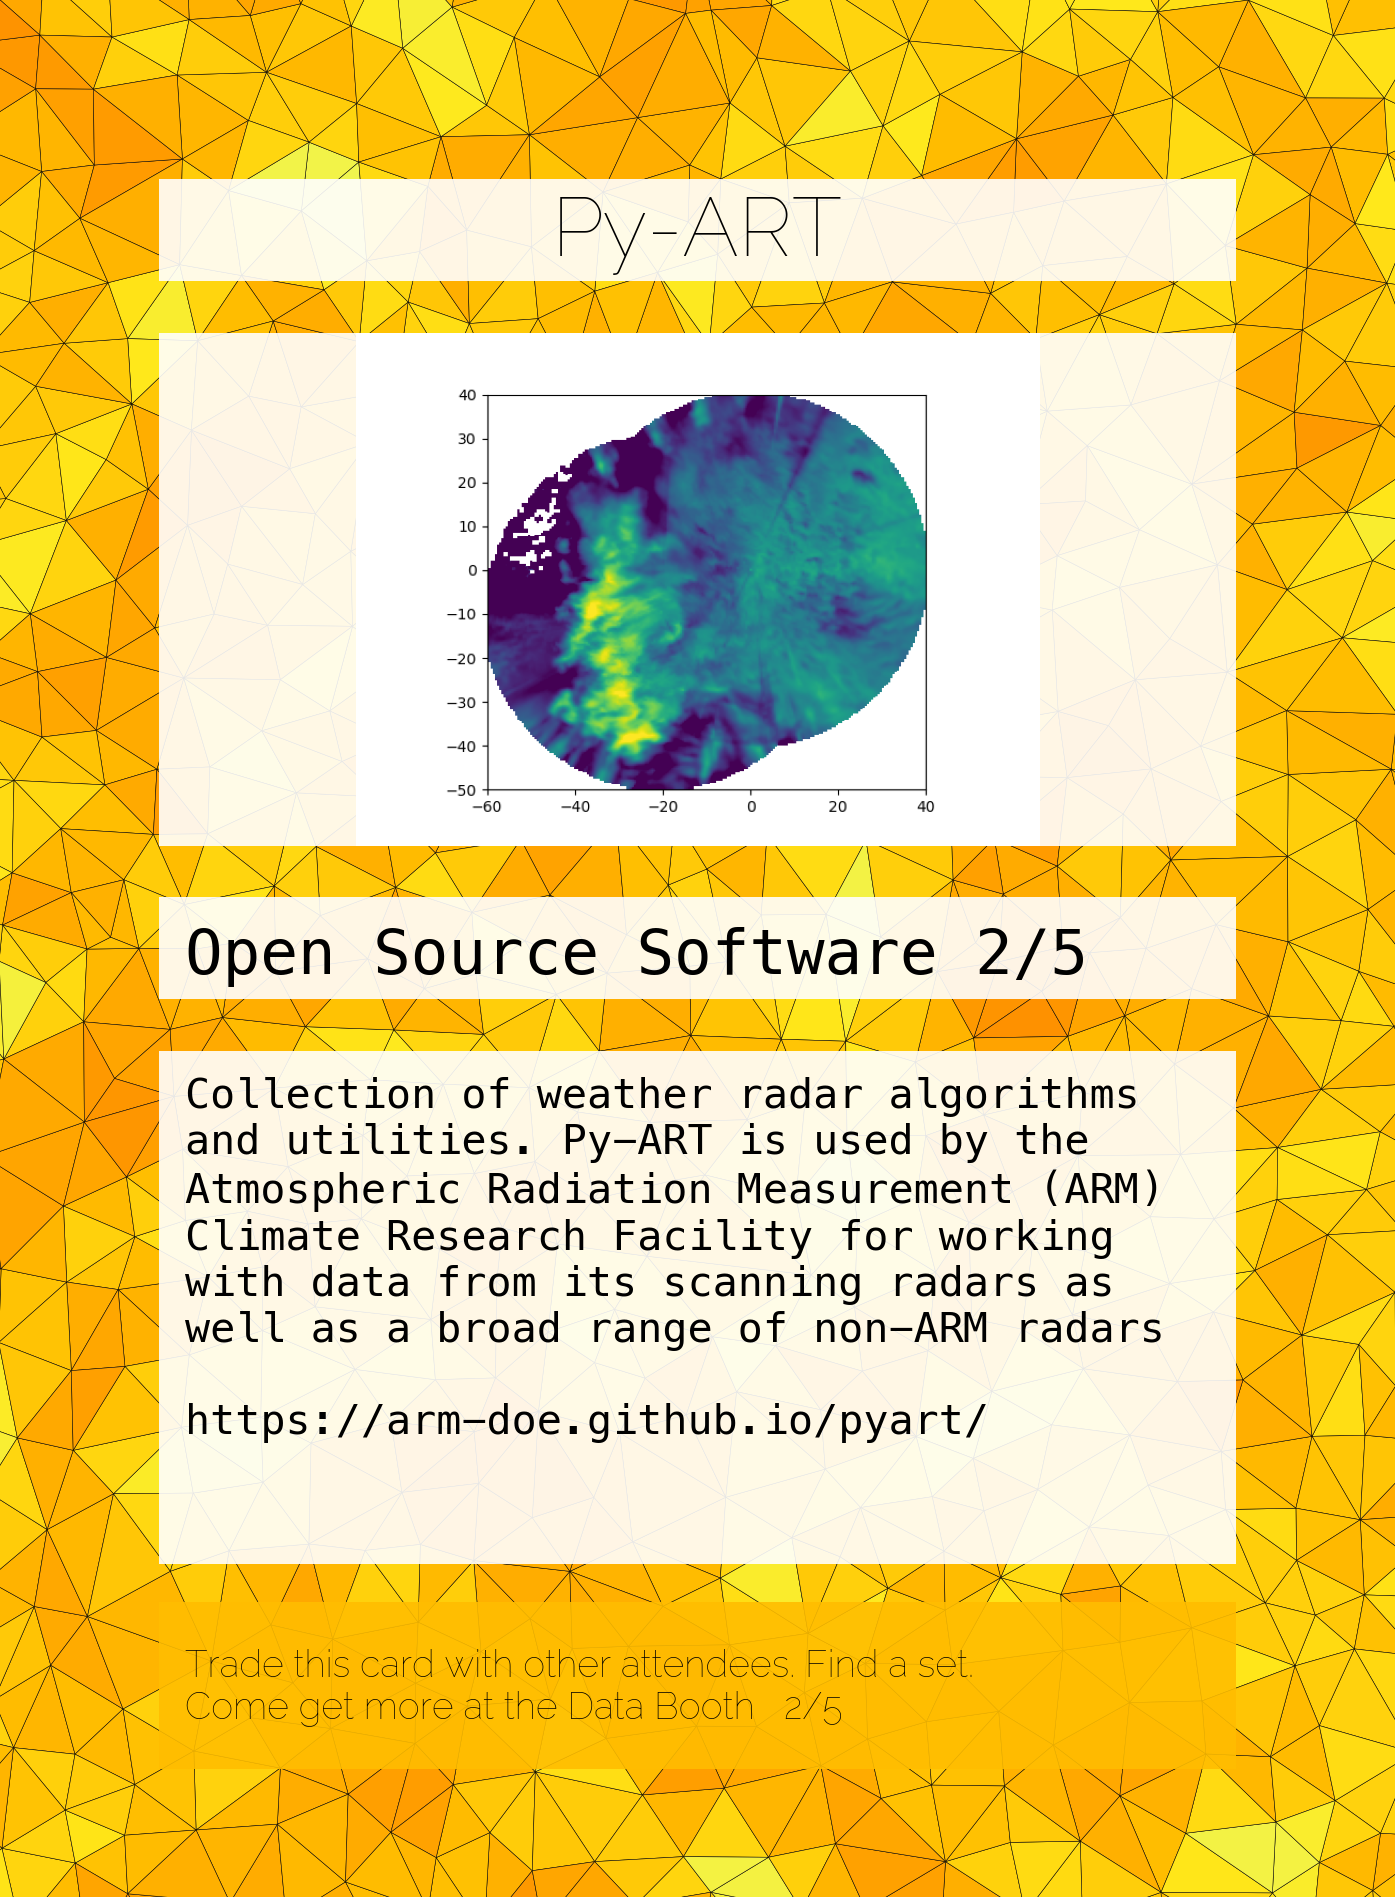 Py-ART
40
30
20
10
0
−10
−20
−30
−40
−50
−60 −40 −20 0 20 40
Open Source Software 2/5
Collection of weather radar algorithms
and utilities. Py−ART is used by the
Atmospheric Radiation Measurement (ARM)
Climate Research Facility for working
with data from its scanning radars as
well as a broad range of non−ARM radars
https://arm−doe.github.io/pyart/
Trade this card with other attendees. Find a set.
Come get more at the Data Booth 2/5